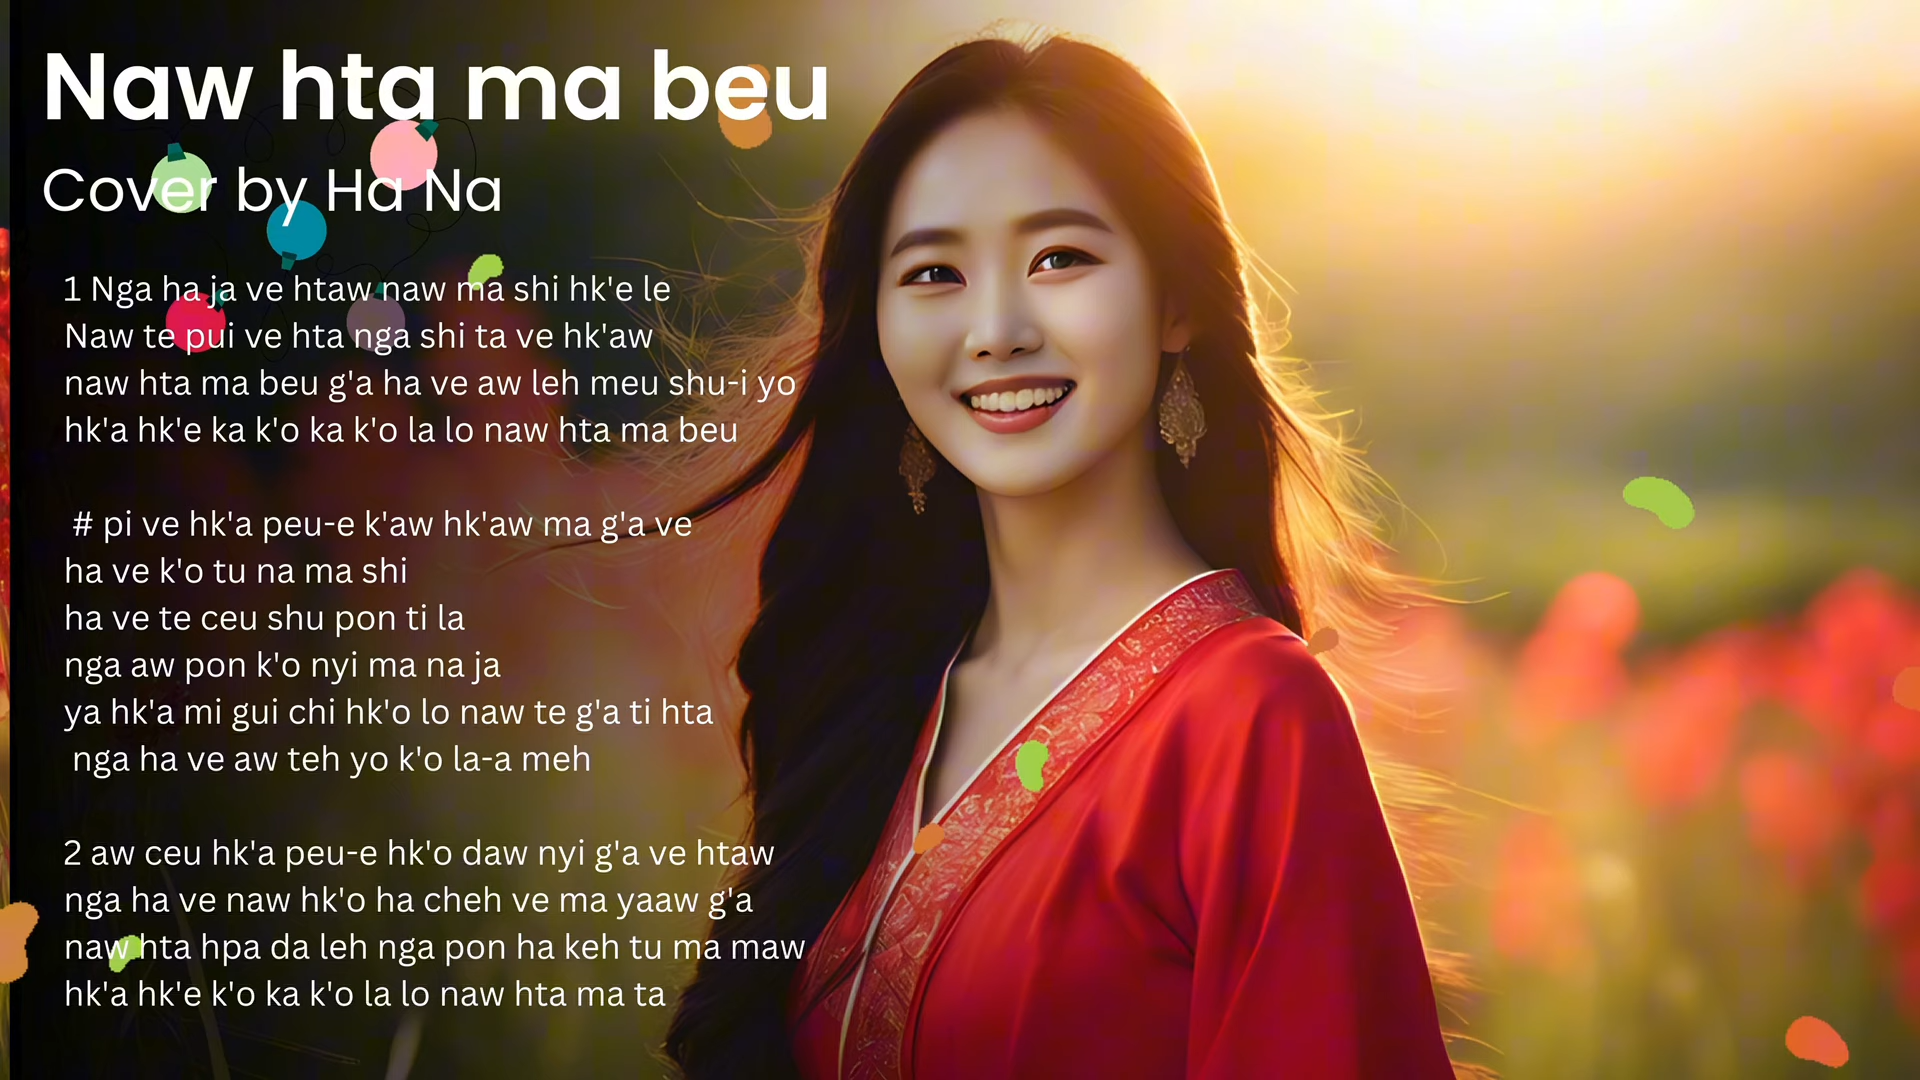 Naw hta ma beu
Cover by Ha Na
1 Nga ha ja ve htaw naw ma shi hk'e le
Naw te pui ve hta nga shi ta ve hk'aw
naw hta ma beu g'a ha ve aw leh meu shu-i yo
hk'a hk'e ka k'o ka k'o la lo naw hta ma beu
# pi ve hk'a peu-e k'aw hk'aw ma g'a ve
ha ve k'o tu na ma shi
ha ve te ceu shu pon ti la
nga aw pon k'o nyi ma na ja
ya hk'a mi gui chi hk'o lo naw te g'a ti hta
nga ha ve aw teh yo k'o la-a meh
2 aw ceu hk'a peu-e hk'o daw nyi g'a ve htaw
nga ha ve naw hk'o ha cheh ve ma yaaw g'a
naw hta hpa da leh nga pon ha keh tu ma maw
hk'a hk'e k'o ka k'o la lo naw hta ma ta